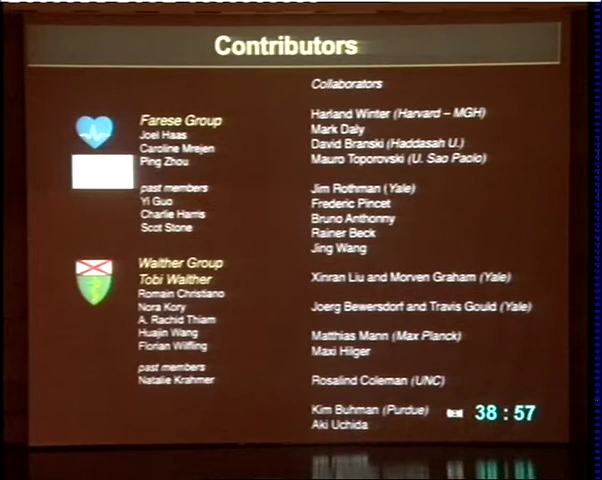 Contributors
Farese Group
Joel Haas
Caroline Mrejen
Ping Zhou
past members
Yi Guo
Charlie Harris
Scot Stone
Walther Group
Tobi Walther
Romain Christiano
Nora Kory
A. Rachid Thiam
Huajin Wang
Florian Wilfling
past members
Natalie Krahmer
Collaborators
Harland Winter (Harvard – MGH)
Mark Daly
David Branski (Haddasah U.)
Mauro Toporovski (U. Sao Paolo)
Jim Rothman (Yale)
Frederic Pincet
Bruno Anthonny
Rainer Beck
Jing Wang
Xinran Liu and Morven Graham (Yale)
Joerg Bewersdorf and Travis Gould (Yale)
Matthias Mann (Max Planck)
Maxi Hilger
Rosalind Coleman (UNC)
Kim Buhman (Purdue)
Aki Uchida
38:57